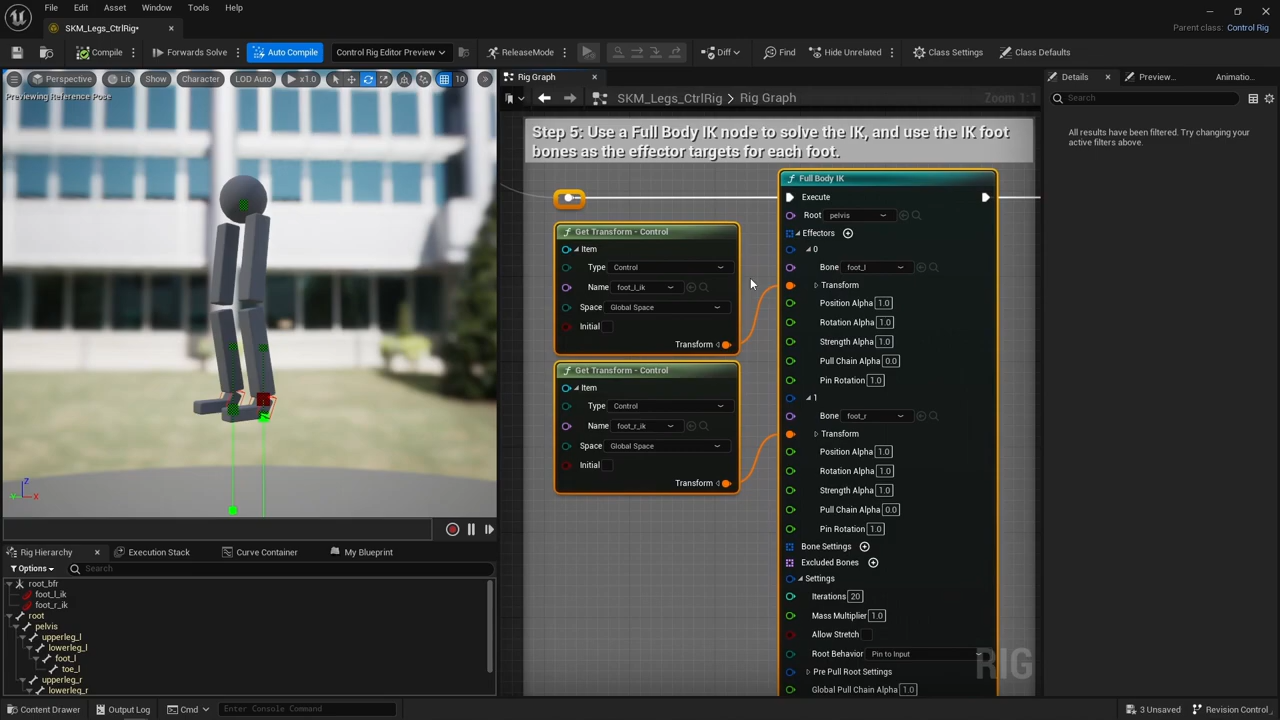 File Edit Asset Window Tools Help
SKM_Legs_CtrlRig•
Parent class: Control Rig
Compile Forwards Solve Auto Compile Control Rig Editor Preview ReleaseMode Diff Find Hide Unrelated Class Settings Class Defaults
Perspective Lit Show Character LOD Auto x1.0 10
Previewing Reference Pose
Rig Graph
SKM_Legs_CtrlRig > Rig Graph Zoom 1:1
Step 5: Use a Full Body IK node to solve the IK, and use the IK foot
bones as the effector targets for each foot.
Get Transform - Control
Item
Type Control
Name foot_l_ik
Space Global Space
Initial
Transform
Get Transform - Control
Item
Type Control
Name foot_r_ik
Space Global Space
Initial
Transform
Full Body IK
Execute
Root pelvis
Effectors
0
Bone foot_l
Transform
Position Alpha 1.0
Rotation Alpha 1.0
Strength Alpha 1.0
Pull Chain Alpha 0.0
Pin Rotation 1.0
1
Bone foot_r
Transform
Position Alpha 1.0
Rotation Alpha 1.0
Strength Alpha 1.0
Pull Chain Alpha 0.0
Pin Rotation 1.0
Bone Settings
Excluded Bones
Settings
Iterations 20
Mass Multiplier 1.0
Allow Stretch
Root Behavior Pin to Input
Pre Pull Root Settings
Global Pull Chain Alpha 1.0
RIG
Details Preview... Animatio...
Search
All results have been filtered. Try changing your
active filters above.
Z
Y X
Rig Hierarchy Execution Stack Curve Container My Blueprint
Options Search
root_bfr
foot_l_ik
foot_r_ik
root
pelvis
upperleg_l
lowerleg_l
foot_l
toe_l
upperleg_r
lowerleg_r
Content Drawer Output Log Cmd Enter Console Command 3 Unsaved Revision Control